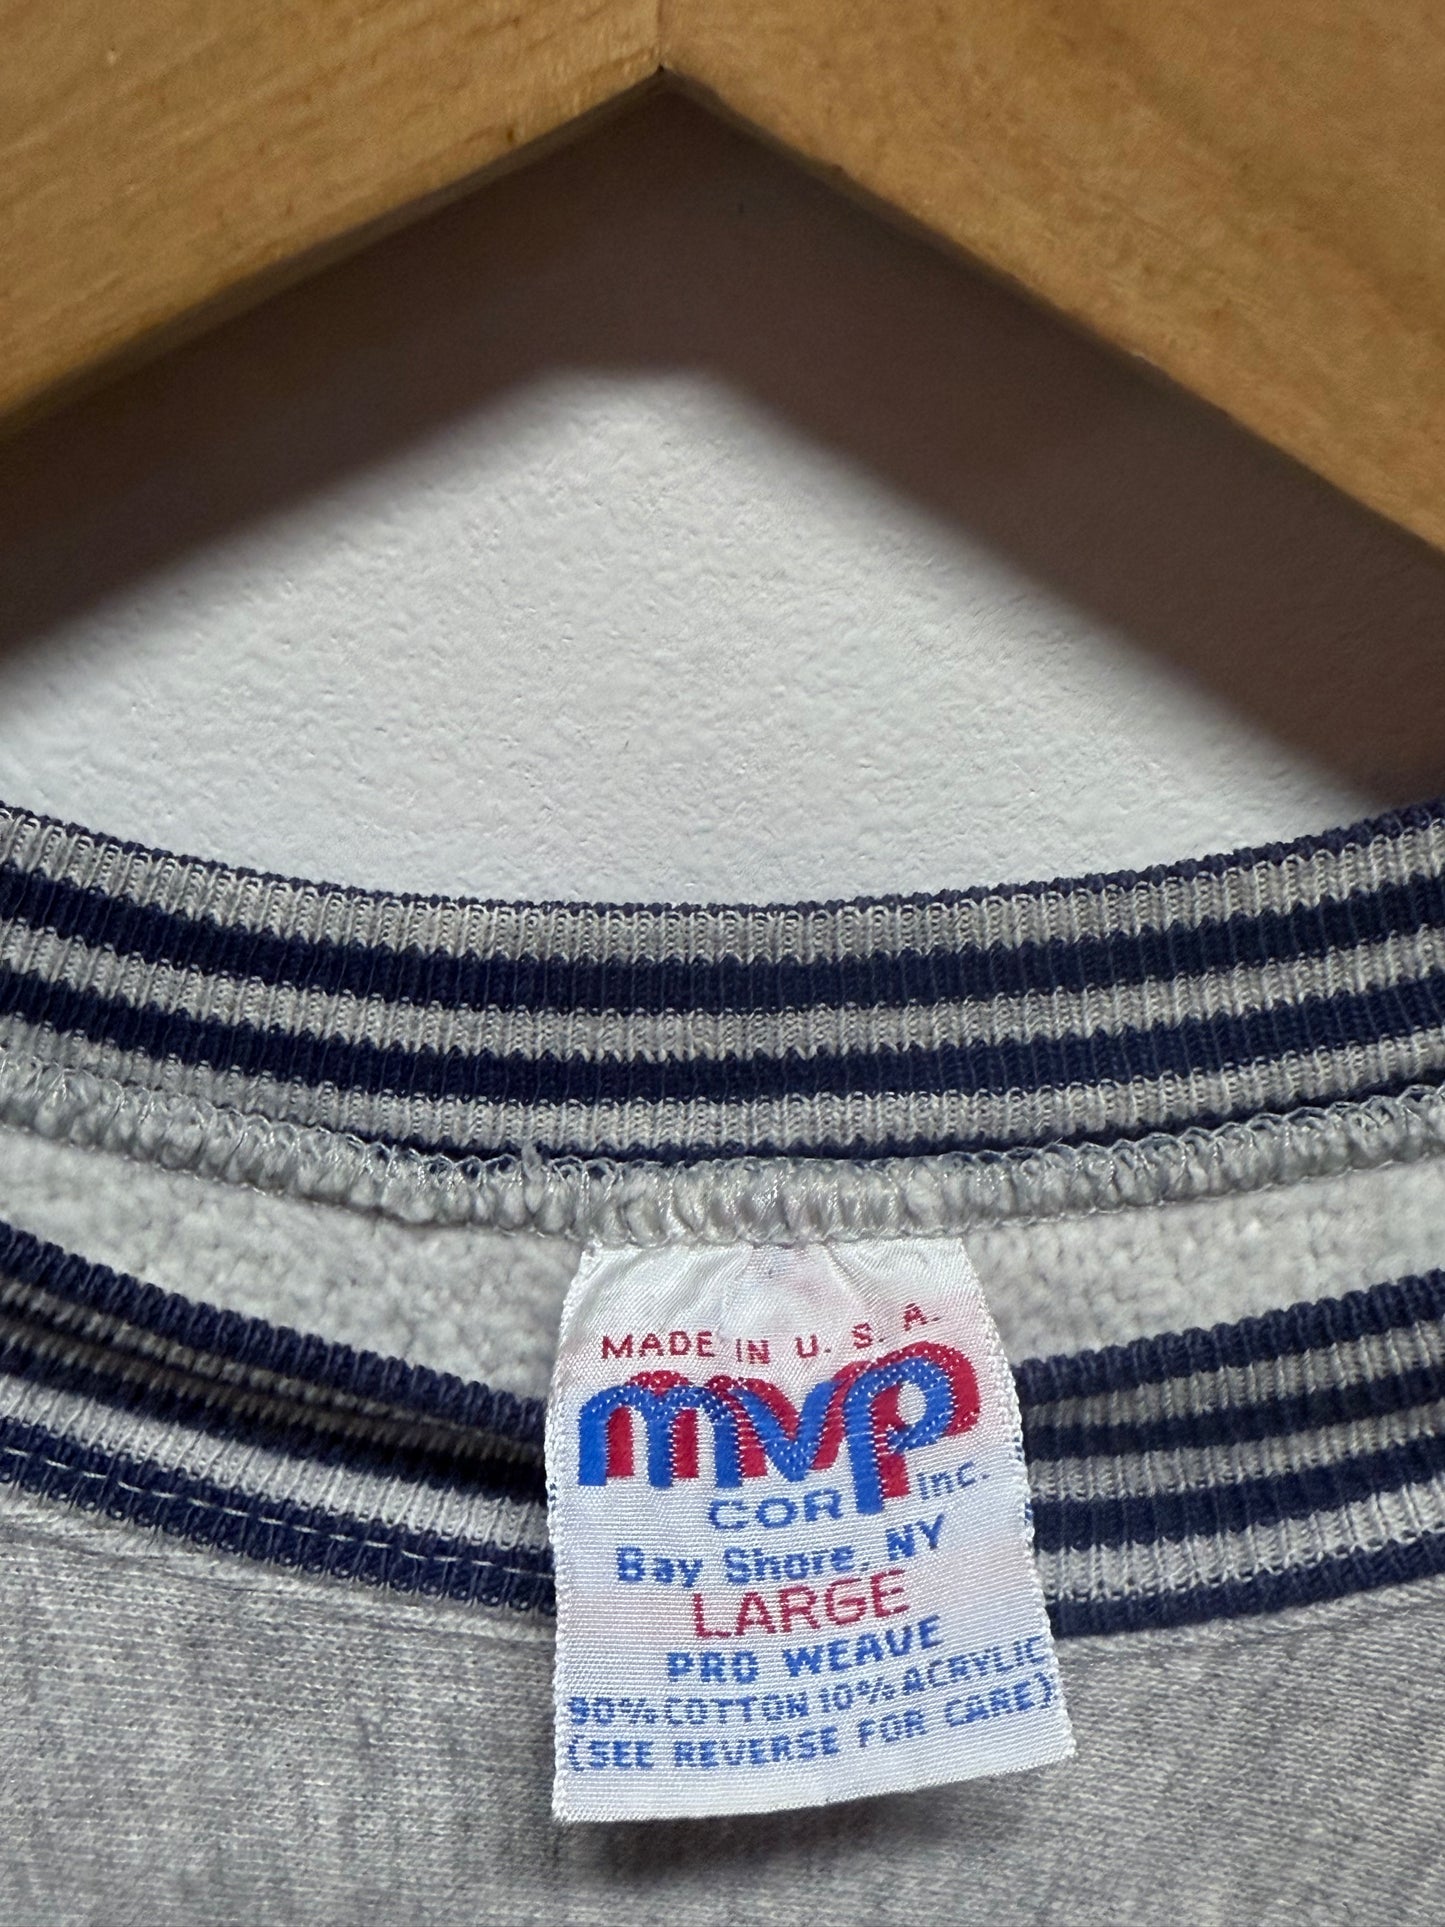 MADE IN U. S. A.
mvp
COR inc.
Bay Shore, NY
LARGE
PRO WEAVE
90% COTTON 10% ACRYLIC
(SEE REVERSE FOR CARE)